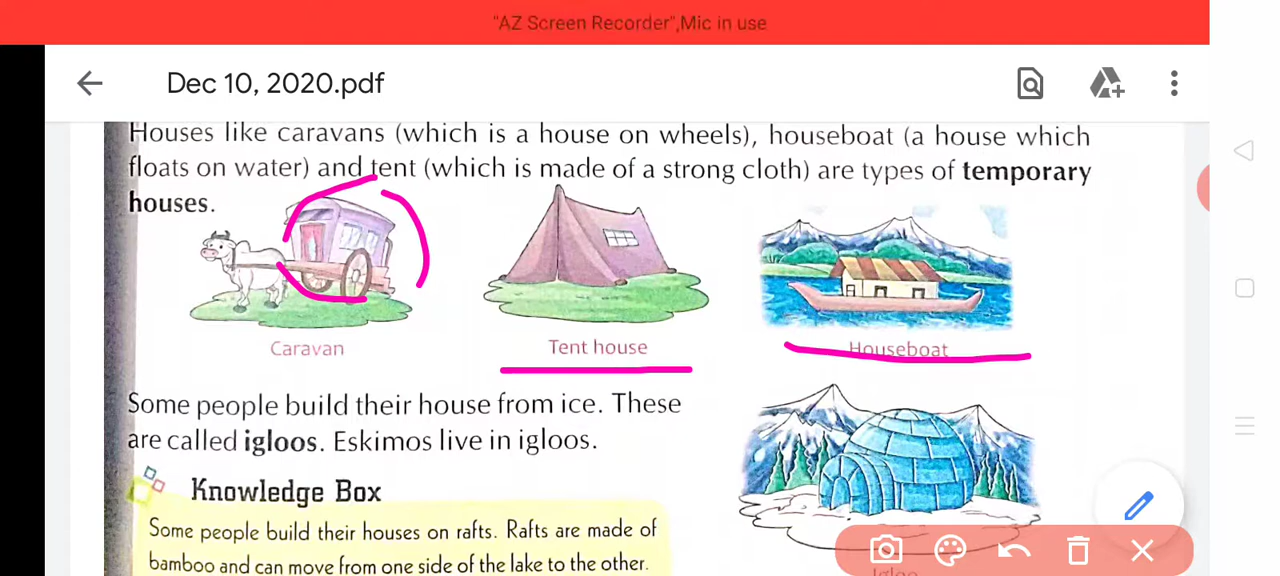 "AZ Screen Recorder",Mic in use
Dec 10, 2020.pdf
Houses like caravans (which is a house on wheels), houseboat (a house which
floats on water) and tent (which is made of a strong cloth) are types of temporary
houses.
Caravan
Tent house
Houseboat
Some people build their house from ice. These
are called igloos. Eskimos live in igloos.
Knowledge Box
Some people build their houses on rafts. Rafts are made of
bamboo and can move from one side of the lake to the other.
Igloo